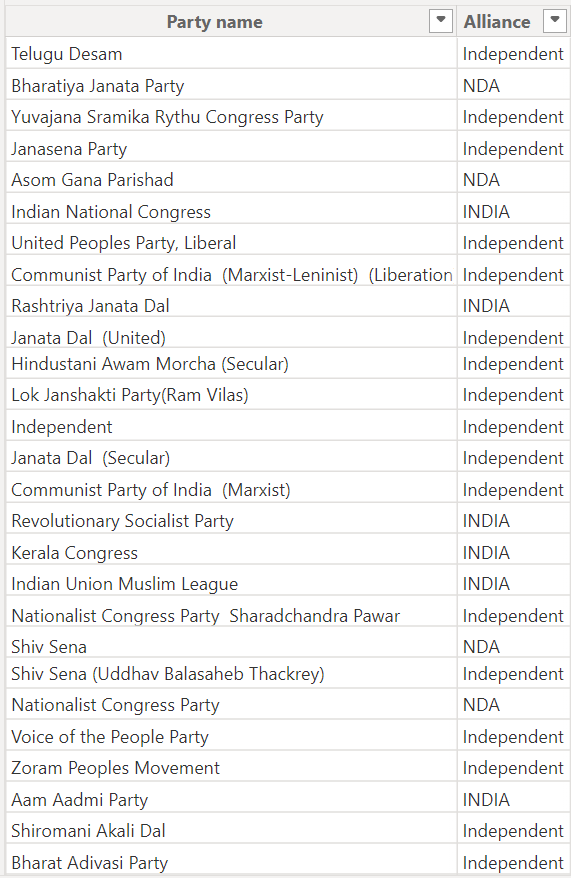 Party name Alliance
Telugu Desam Independent
Bharatiya Janata Party NDA
Yuvajana Sramika Rythu Congress Party Independent
Janasena Party Independent
Asom Gana Parishad NDA
Indian National Congress INDIA
United Peoples Party, Liberal Independent
Communist Party of India  (Marxist-Leninist)  (Liberation Independent
Rashtriya Janata Dal INDIA
Janata Dal  (United) Independent
Hindustani Awam Morcha (Secular) Independent
Lok Janshakti Party(Ram Vilas) Independent
Independent Independent
Janata Dal  (Secular) Independent
Communist Party of India  (Marxist) Independent
Revolutionary Socialist Party INDIA
Kerala Congress INDIA
Indian Union Muslim League INDIA
Nationalist Congress Party  Sharadchandra Pawar Independent
Shiv Sena NDA
Shiv Sena (Uddhav Balasaheb Thackrey) Independent
Nationalist Congress Party NDA
Voice of the People Party Independent
Zoram Peoples Movement Independent
Aam Aadmi Party INDIA
Shiromani Akali Dal Independent
Bharat Adivasi Party Independent